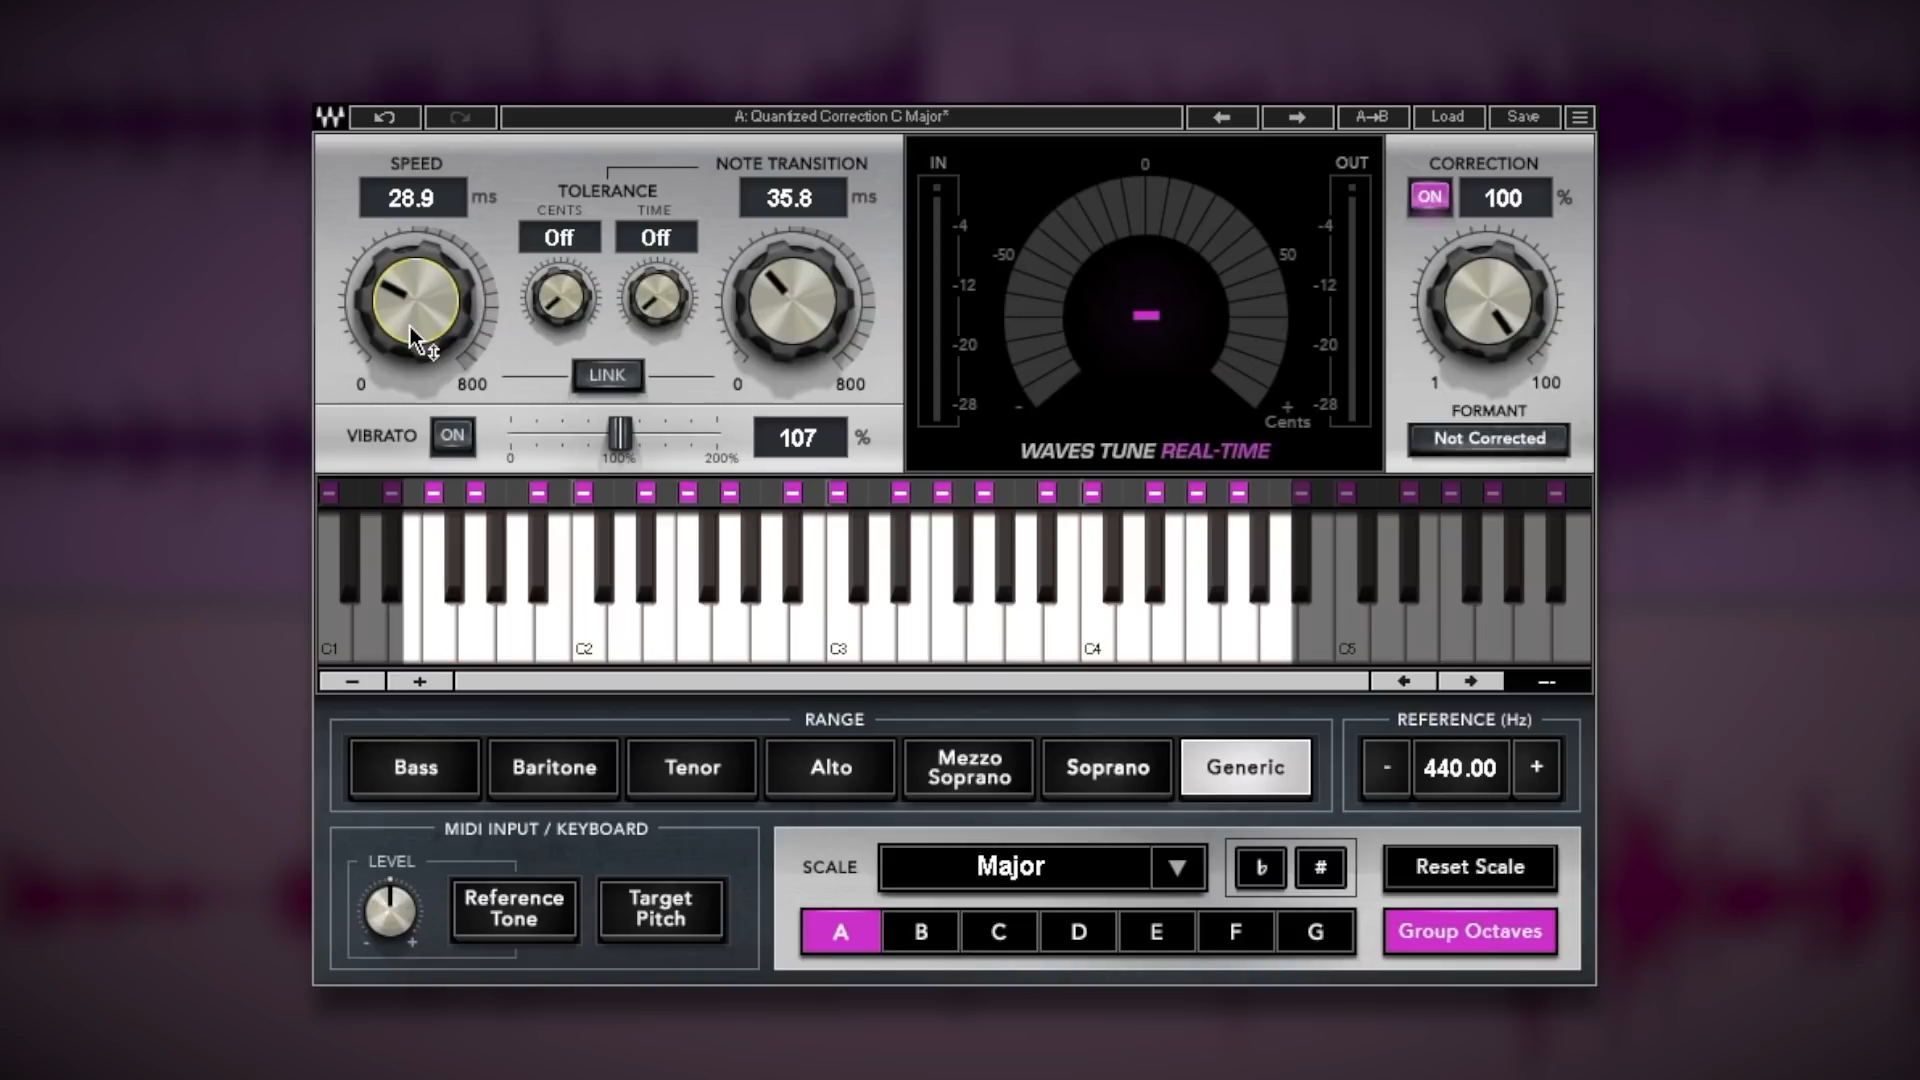 A: Quantized Correction C Major*
A→B
Load
Save
SPEED
28.9 ms
0 800
TOLERANCE
CENTS TIME
Off Off
LINK
NOTE TRANSITION
35.8 ms
0 800
VIBRATO ON
0 100% 200%
107 %
IN 0 OUT
-4 -4
-50 50
-12 -12
-20 -20
-28 - + -28
Cents
WAVES TUNE REAL-TIME
CORRECTION
ON 100 %
1 100
FORMANT
Not Corrected
C1 C2 C3 C4 C5
- + ---
RANGE
Bass Baritone Tenor Alto Mezzo Soprano Soprano Generic
REFERENCE (Hz)
- 440.00 +
MIDI INPUT / KEYBOARD
LEVEL
- +
Reference Tone
Target Pitch
SCALE Major ♭ # Reset Scale
A B C D E F G Group Octaves